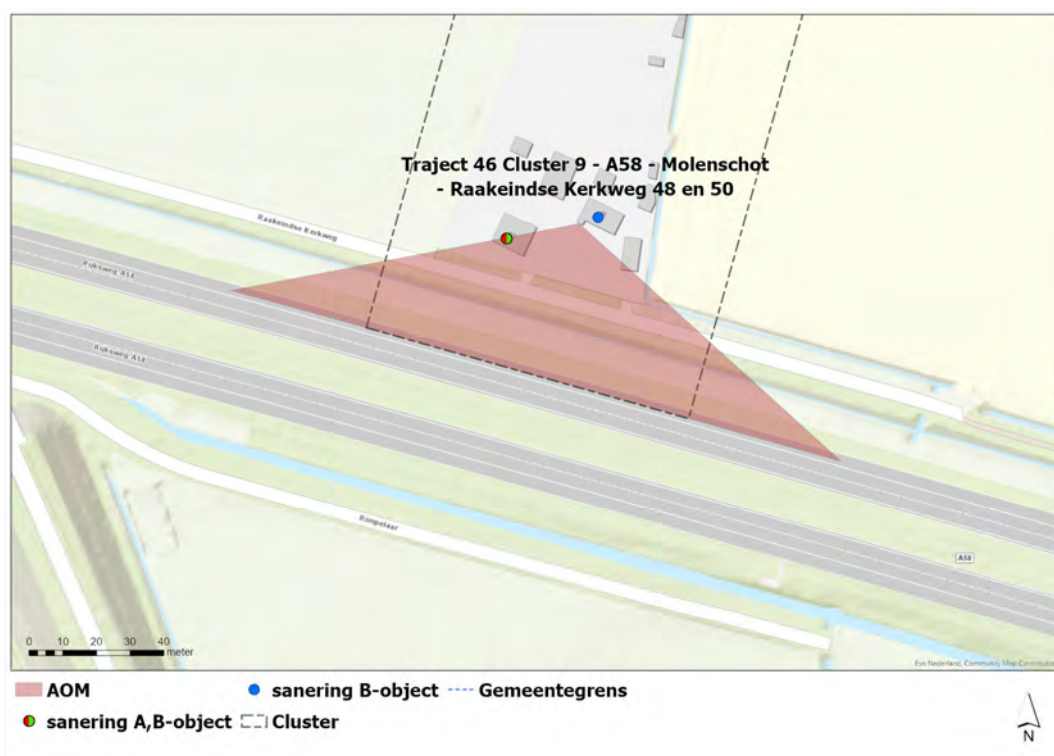 Traject 46 Cluster 9 - A58 - Molenschot
- Raakeindse Kerkweg 48 en 50
Raakeindse Kerkweg
Rijksweg A58
Rijksweg A58
Rimpelaar
A58
0 10 20 30 40
meter
Esri Nederland, Community Map Contributors
AOM
sanering B-object
Gemeentegrens
sanering A,B-object
Cluster
N